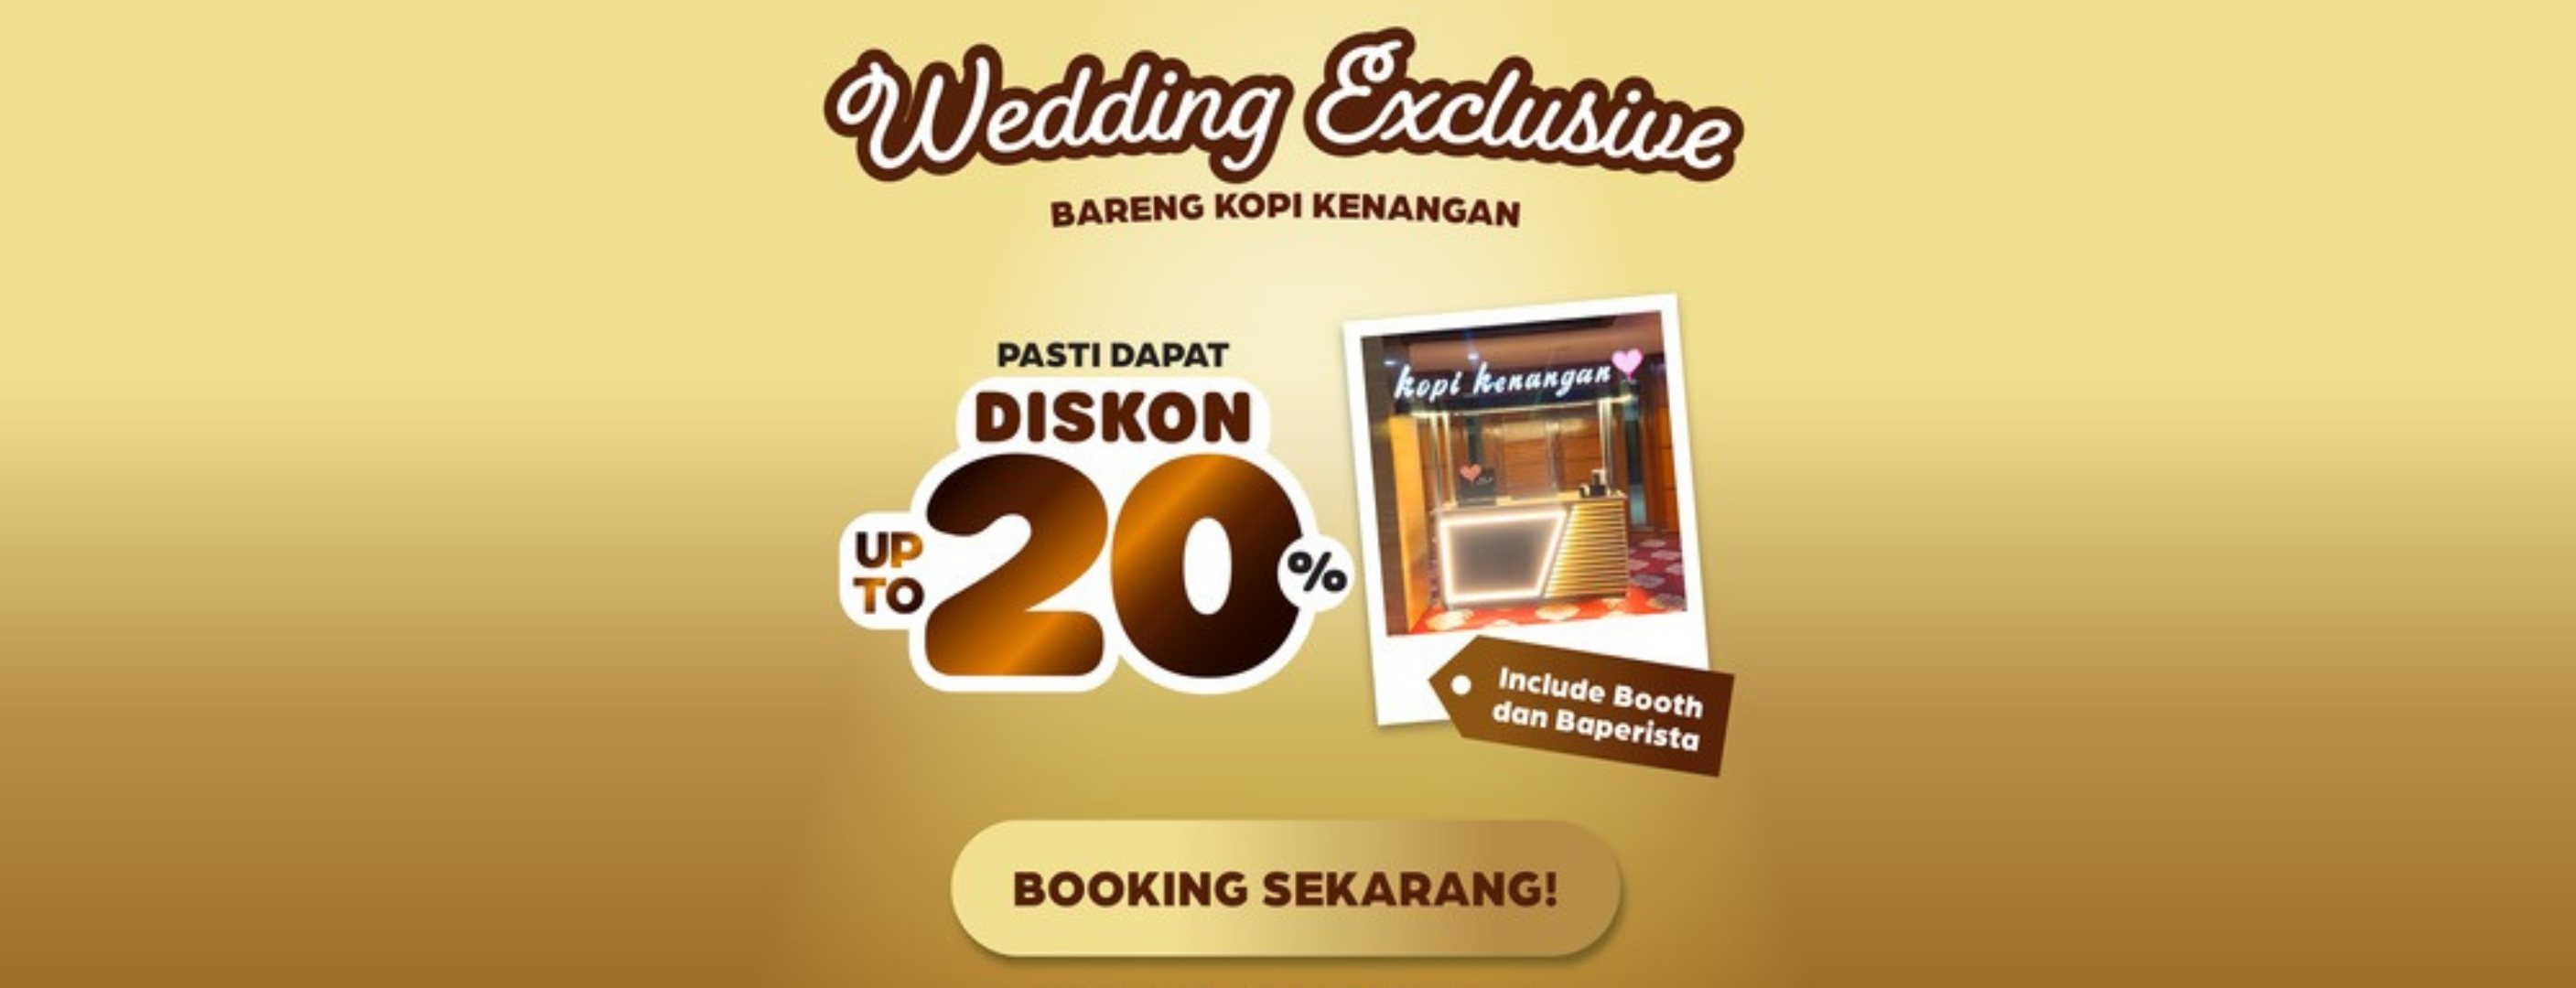 Wedding Exclusive
BARENG KOPI KENANGAN
PASTI DAPAT
DISKON
UP
TO
20
%
kopi kenangan
Include Booth
dan Baperista
BOOKING SEKARANG!